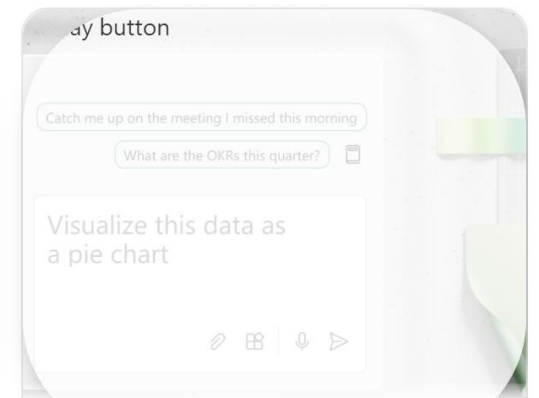 ay button
Catch me up on the meeting I missed this morning
What are the OKRs this quarter?
Visualize this data as
a pie chart